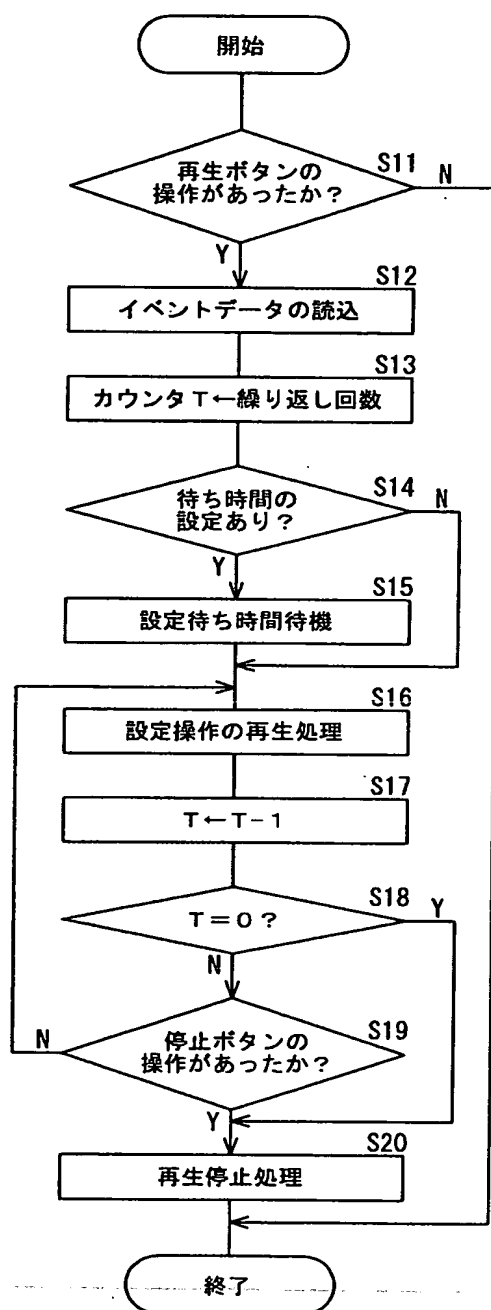 開始
再生ボタンの
操作があったか？
S11
N
Y
S12
イベントデータの読込
S13
カウンタT←繰り返し回数
待ち時間の
設定あり？
S14
N
Y
S15
設定待ち時間待機
S16
設定操作の再生処理
S17
T←T-1
S18
T=0？
Y
N
停止ボタンの
操作があったか？
S19
N
Y
S20
再生停止処理
終了